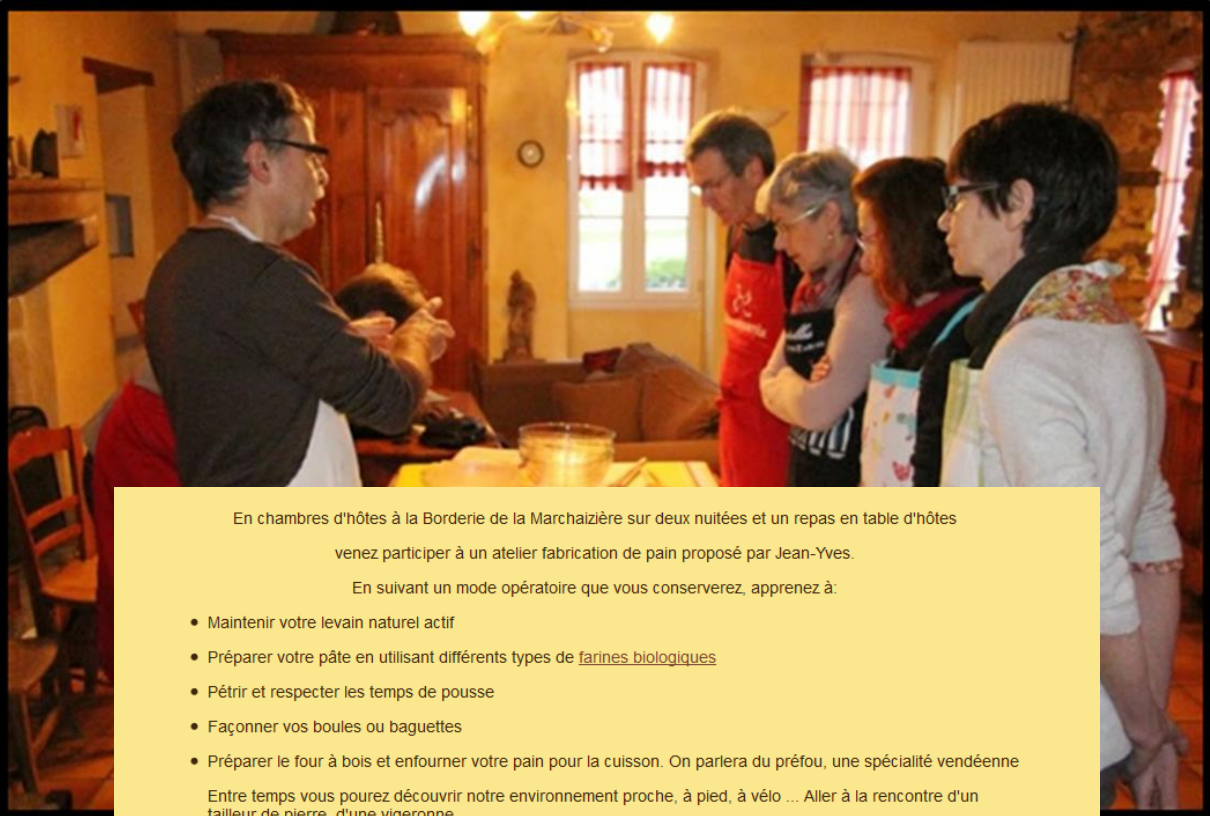 En chambres d'hôtes à la Borderie de la Marchaizière sur deux nuitées et un repas en table d'hôtes
venez participer à un atelier fabrication de pain proposé par Jean-Yves.
En suivant un mode opératoire que vous conserverez, apprenez à:
• Maintenir votre levain naturel actif
• Préparer votre pâte en utilisant différents types de farines biologiques
• Pétrir et respecter les temps de pousse
• Façonner vos boules ou baguettes
• Préparer le four à bois et enfourner votre pain pour la cuisson. On parlera du préfou, une spécialité vendéenne
Entre temps vous pourez découvrir notre environnement proche, à pied, à vélo ... Aller à la rencontre d'un
tailleur de pierre, d'une vigeronne